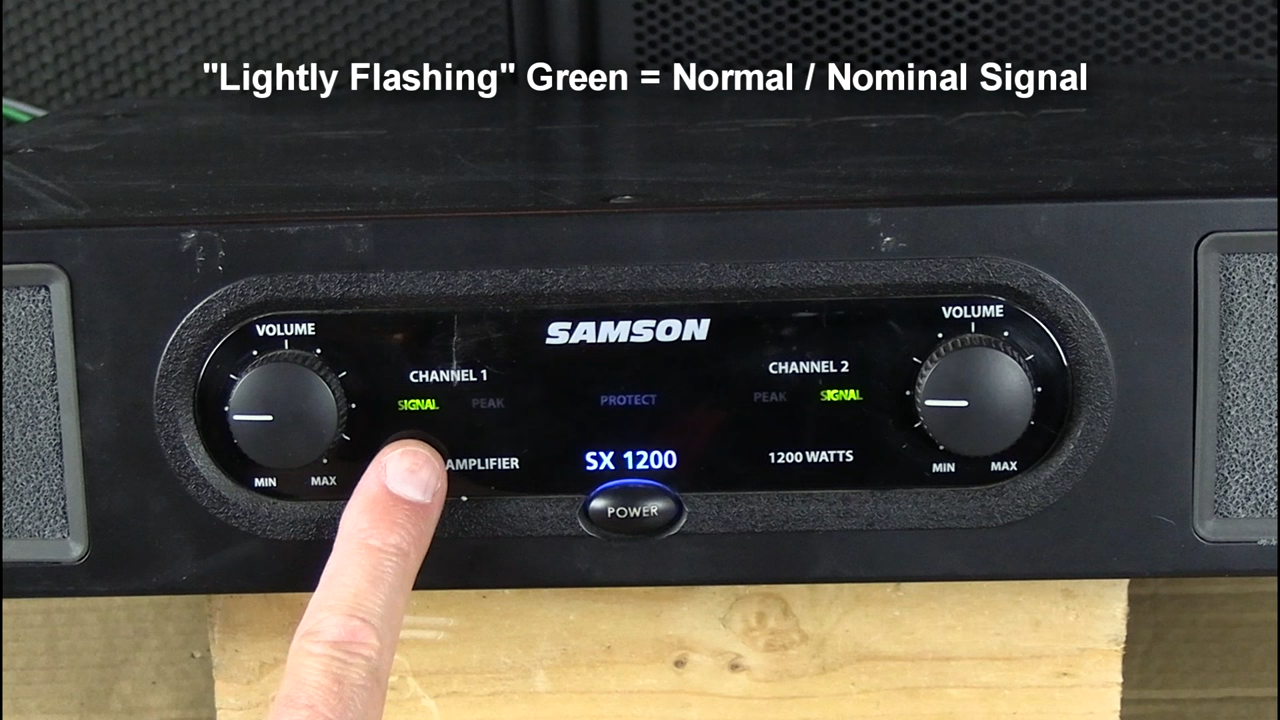 "Lightly Flashing" Green = Normal / Nominal Signal
SAMSON
VOLUME
MIN MAX
CHANNEL 1
SIGNAL PEAK
AMPLIFIER
PROTECT
SX 1200
POWER
CHANNEL 2
PEAK SIGNAL
1200 WATTS
VOLUME
MIN MAX